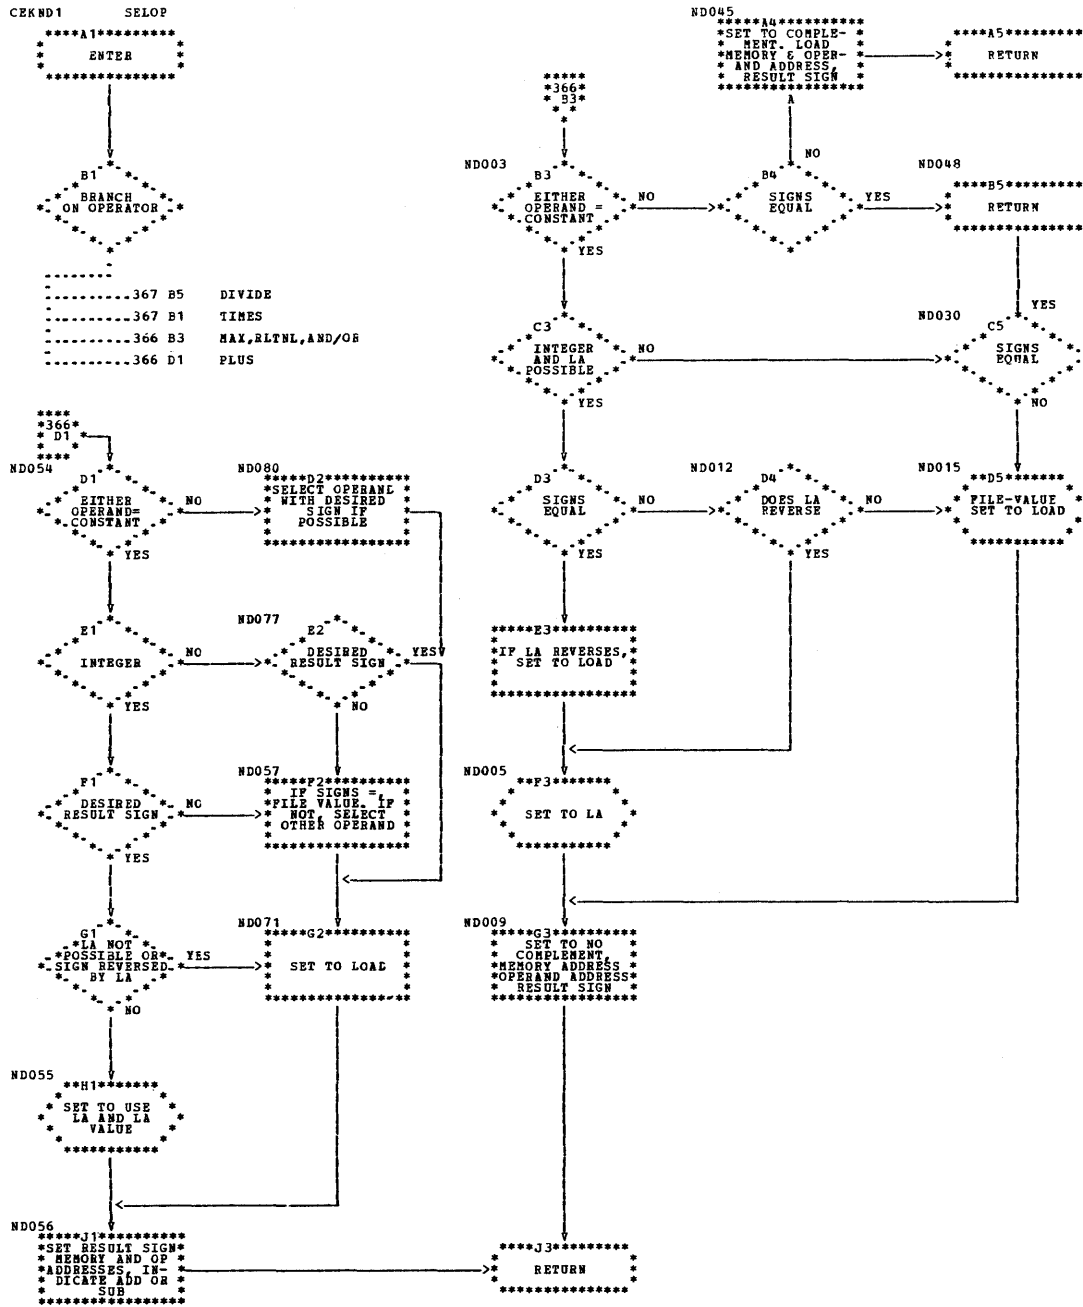 CEKND1 SELOP
A1
ENTER
B1
BRANCH
ON OPERATOR
367 B5 DIVIDE
367 B1 TIMES
366 B3 MAX,RLTNL,AND/OR
366 D1 PLUS
366
D1
ND054
D1
EITHER
OPERAND=
CONSTANT
NO
YES
ND080
D2
SELECT OPERAND
WITH DESIRED
SIGN IF
POSSIBLE
E1
INTEGER
NO
YES
ND077
E2
DESIRED
RESULT SIGN
YES
NO
F1
DESIRED
RESULT SIGN
NO
YES
ND057
F2
IF SIGNS =,
FILE VALUE. IF
NOT, SELECT
OTHER OPERAND
G1
LA NOT
POSSIBLE OR
SIGN REVERSED
BY LA
YES
NO
ND071
G2
SET TO LOAD
ND055
H1
SET TO USE
LA AND LA
VALUE
ND056
J1
SET RESULT SIGN
MEMORY AND OP
ADDRESSES, IN-
DICATE ADD OR
SUB
366
B3
ND003
B3
EITHER
OPERAND =
CONSTANT
NO
YES
ND045
A4
SET TO COMPLE-
MENT. LOAD
MEMORY & OPER-
AND ADDRESS,
RESULT SIGN
A5
RETURN
NO
B4
SIGNS
EQUAL
YES
ND048
B5
RETURN
C3
INTEGER
AND LA
POSSIBLE
NO
YES
YES
ND030
C5
SIGNS
EQUAL
NO
D3
SIGNS
EQUAL
NO
YES
ND012
D4
DOES LA
REVERSE
NO
YES
ND015
D5
FILE-VALUE
SET TO LOAD
E3
IF LA REVERSES,
SET TO LOAD
ND005
F3
SET TO LA
ND009
G3
SET TO NO
COMPLEMENT,
MEMORY ADDRESS
OPERAND ADDRESS
RESULT SIGN
J3
RETURN